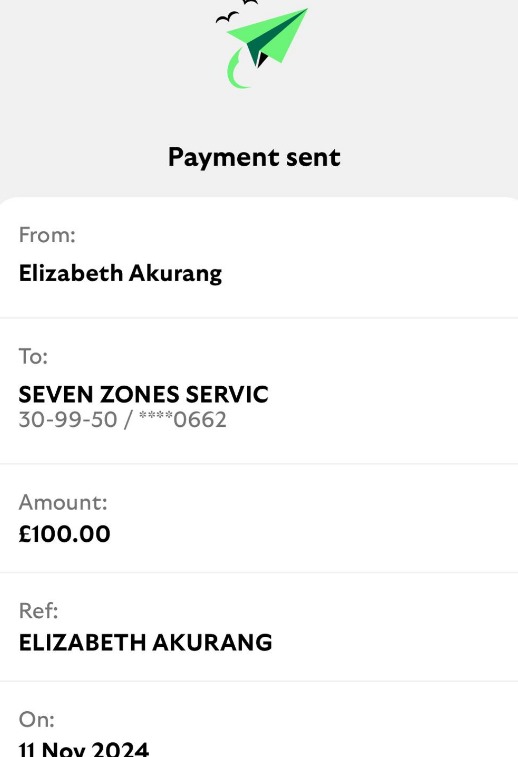 Payment sent
From:
Elizabeth Akurang
To:
SEVEN ZONES SERVIC
30-99-50 / ****0662
Amount:
£100.00
Ref:
ELIZABETH AKURANG
On:
11 Nov 2024